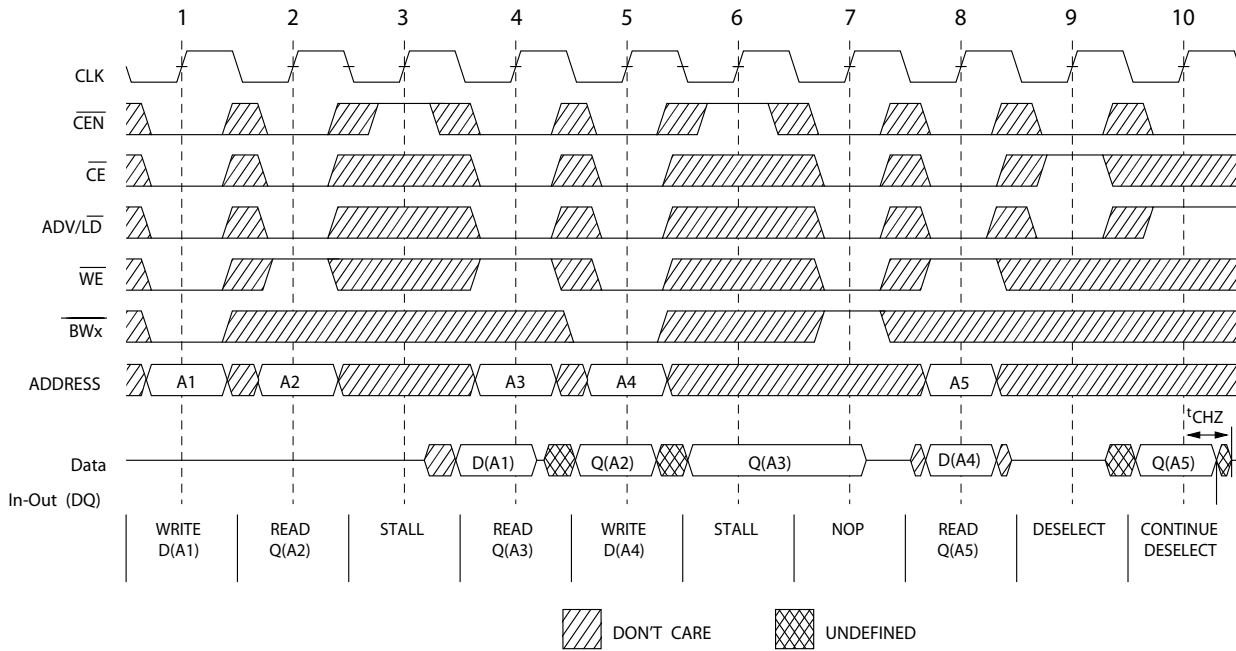 1 2 3 4 5 6 7 8 9 10
CLK
CEN
CE
ADV/LD
WE
BWx
ADDRESS A1 A2 A3 A4 A5
tCHZ
Data D(A1) Q(A2) Q(A3) D(A4) Q(A5)
In-Out (DQ)
WRITE READ STALL READ WRITE STALL NOP READ DESELECT CONTINUE
D(A1) Q(A2) Q(A3) D(A4) Q(A5) DESELECT
DON'T CARE UNDEFINED